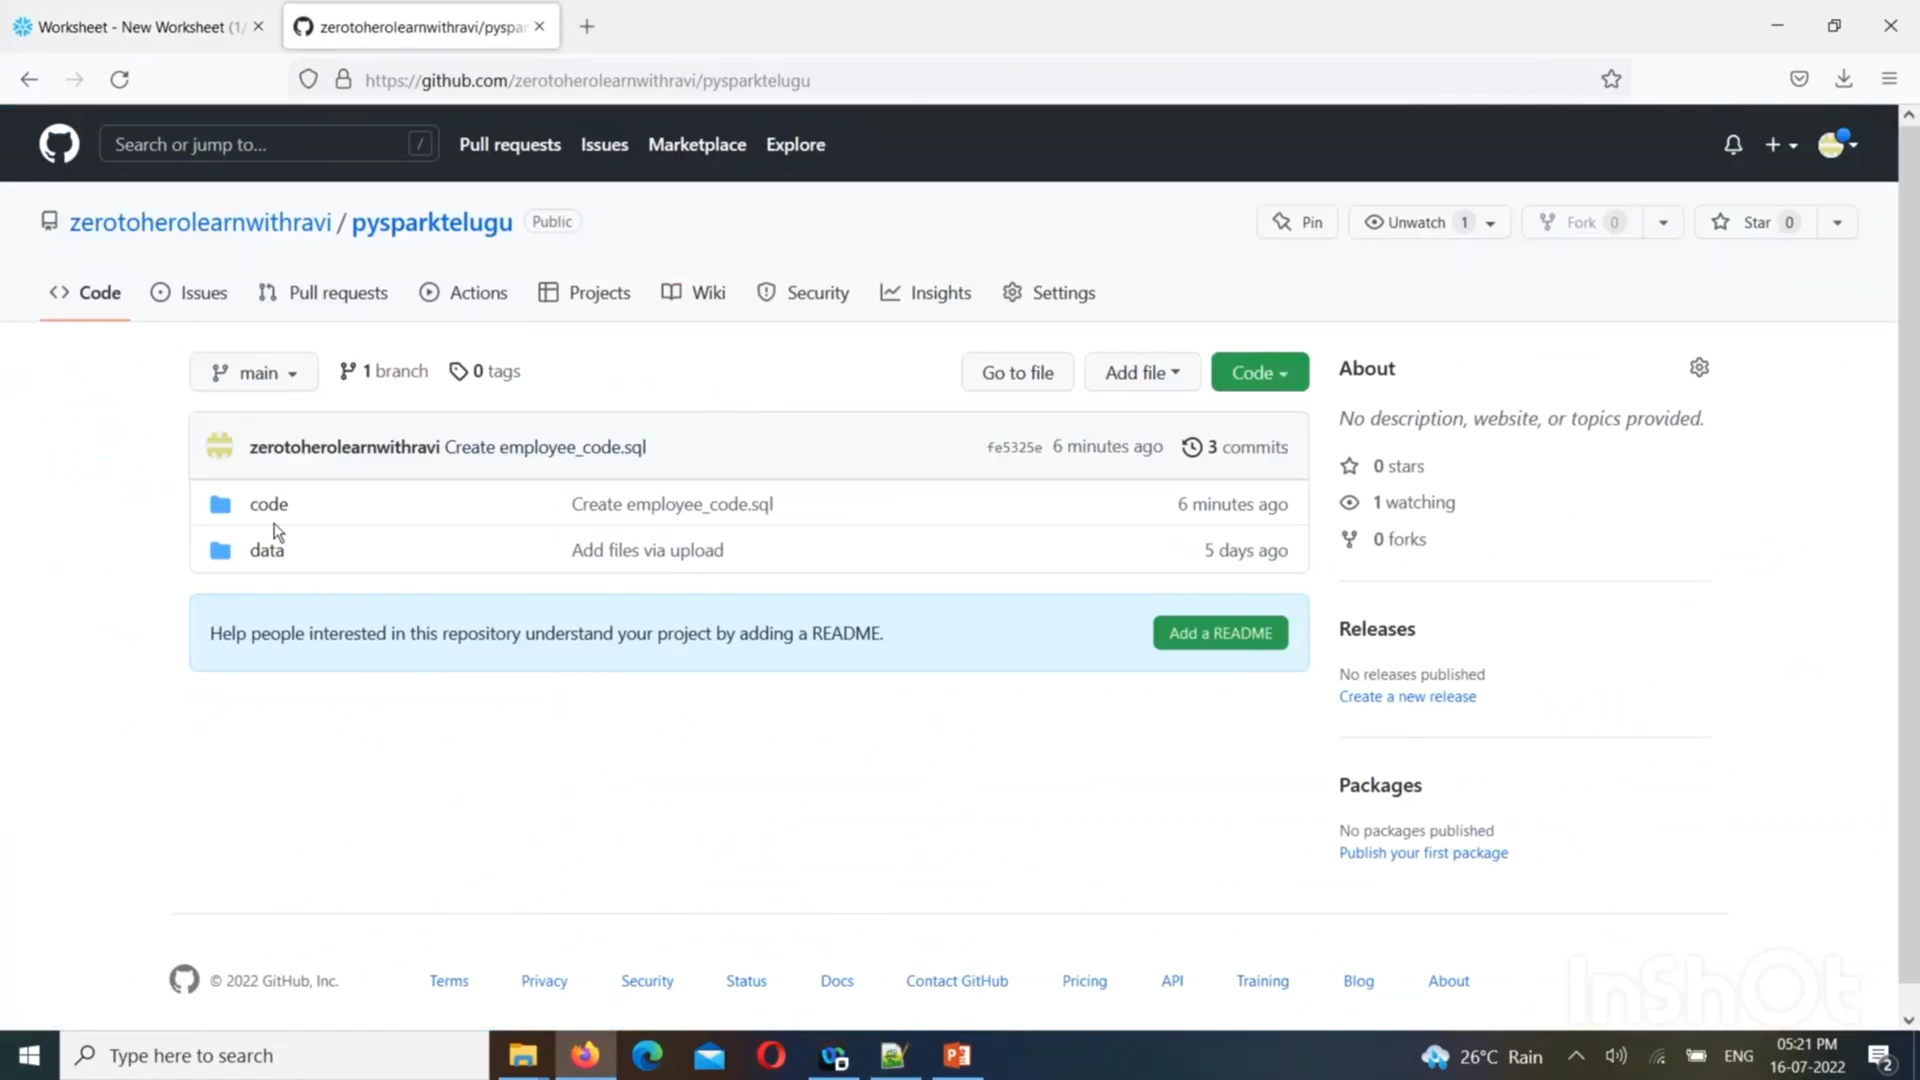 Worksheet - New Worksheet (1/
zerotoherolearnwithravi/pyspar
https://github.com/zerotoherolearnwithravi/pysparktelugu
Search or jump to... /
Pull requests Issues Marketplace Explore
zerotoherolearnwithravi / pysparktelugu Public
Pin Unwatch 1 Fork 0 Star 0
Code Issues Pull requests Actions Projects Wiki Security Insights Settings
main 1 branch 0 tags Go to file Add file Code
zerotoherolearnwithravi Create employee_code.sql fe5325e 6 minutes ago 3 commits
code Create employee_code.sql 6 minutes ago
data Add files via upload 5 days ago
Help people interested in this repository understand your project by adding a README. Add a README
About
No description, website, or topics provided.
0 stars
1 watching
0 forks
Releases
No releases published
Create a new release
Packages
No packages published
Publish your first package
© 2022 GitHub, Inc. Terms Privacy Security Status Docs Contact GitHub Pricing API Training Blog About
InShOt
Type here to search
26°C Rain
ENG
05:21 PM
16-07-2022
2